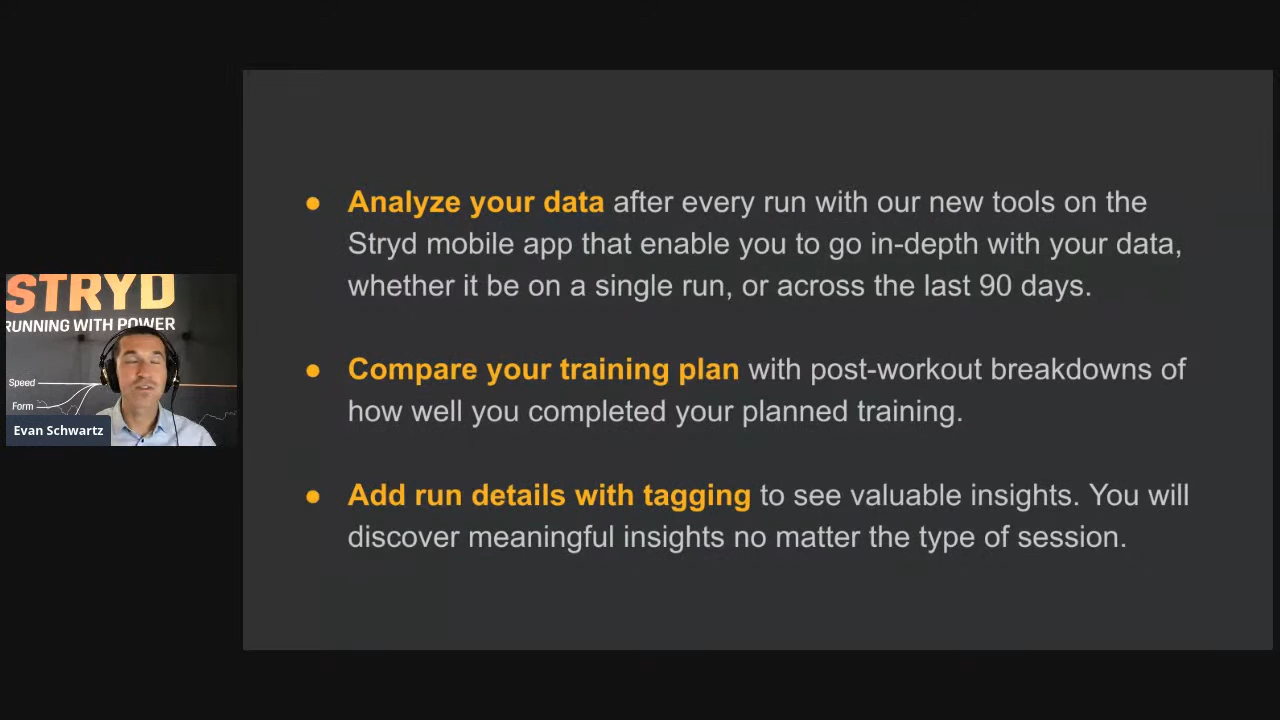 STRYD
RUNNING WITH POWER
Speed
Form
Evan Schwartz
● Analyze your data after every run with our new tools on the
Stryd mobile app that enable you to go in-depth with your data,
whether it be on a single run, or across the last 90 days.
● Compare your training plan with post-workout breakdowns of
how well you completed your planned training.
● Add run details with tagging to see valuable insights. You will
discover meaningful insights no matter the type of session.